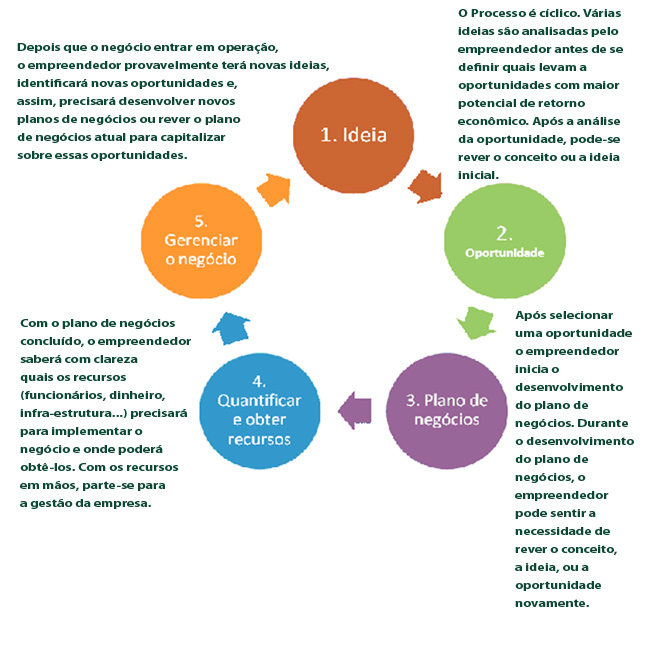 Depois que o negócio entrar em operação,
o empreendedor provavelmente terá novas ideias,
identificará novas oportunidades e,
assim, precisará desenvolver novos
planos de negócios ou rever o plano
de negócios atual para capitalizar
sobre essas oportunidades.
O Processo é cíclico. Várias
ideias são analisadas pelo
empreendedor antes de se
definir quais levam a
oportunidades com maior
potencial de retorno
econômico. Após a análise
da oportunidade, pode-se
rever o conceito ou a ideia
inicial.
1. Ideia
2.
Oportunidade
5.
Gerenciar
o negócio
Com o plano de negócios
concluído, o empreendedor
saberá com clareza
quais os recursos
(funcionários, dinheiro,
infra-estrutura...) precisará
para implementar o
negócio e onde poderá
obtê-los. Com os recursos
em mãos, parte-se para
a gestão da empresa.
4.
Quantificar
e obter
recursos
3. Plano de
negócios
Após selecionar
uma oportunidade
o empreendedor
inicia o
desenvolvimento
do plano de
negócios. Durante
o desenvolvimento
do plano de
negócios, o
empreendedor
pode sentir a
necessidade de
rever o conceito,
a ideia, ou a
oportunidade
novamente.